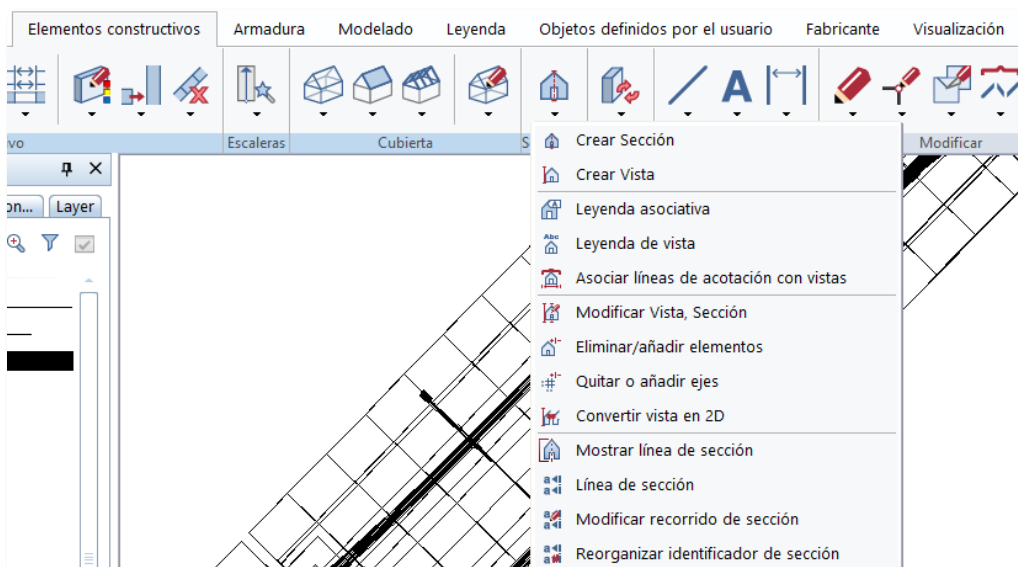 Elementos constructivos Armadura Modelado Leyenda Objetos definidos por el usuario Fabricante Visualización
Escaleras Cubierta Modificar
Layer
Crear Sección
Crear Vista
Leyenda asociativa
Leyenda de vista
Asociar líneas de acotación con vistas
Modificar Vista, Sección
Eliminar/añadir elementos
Quitar o añadir ejes
Convertir vista en 2D
Mostrar línea de sección
Línea de sección
Modificar recorrido de sección
Reorganizar identificador de sección